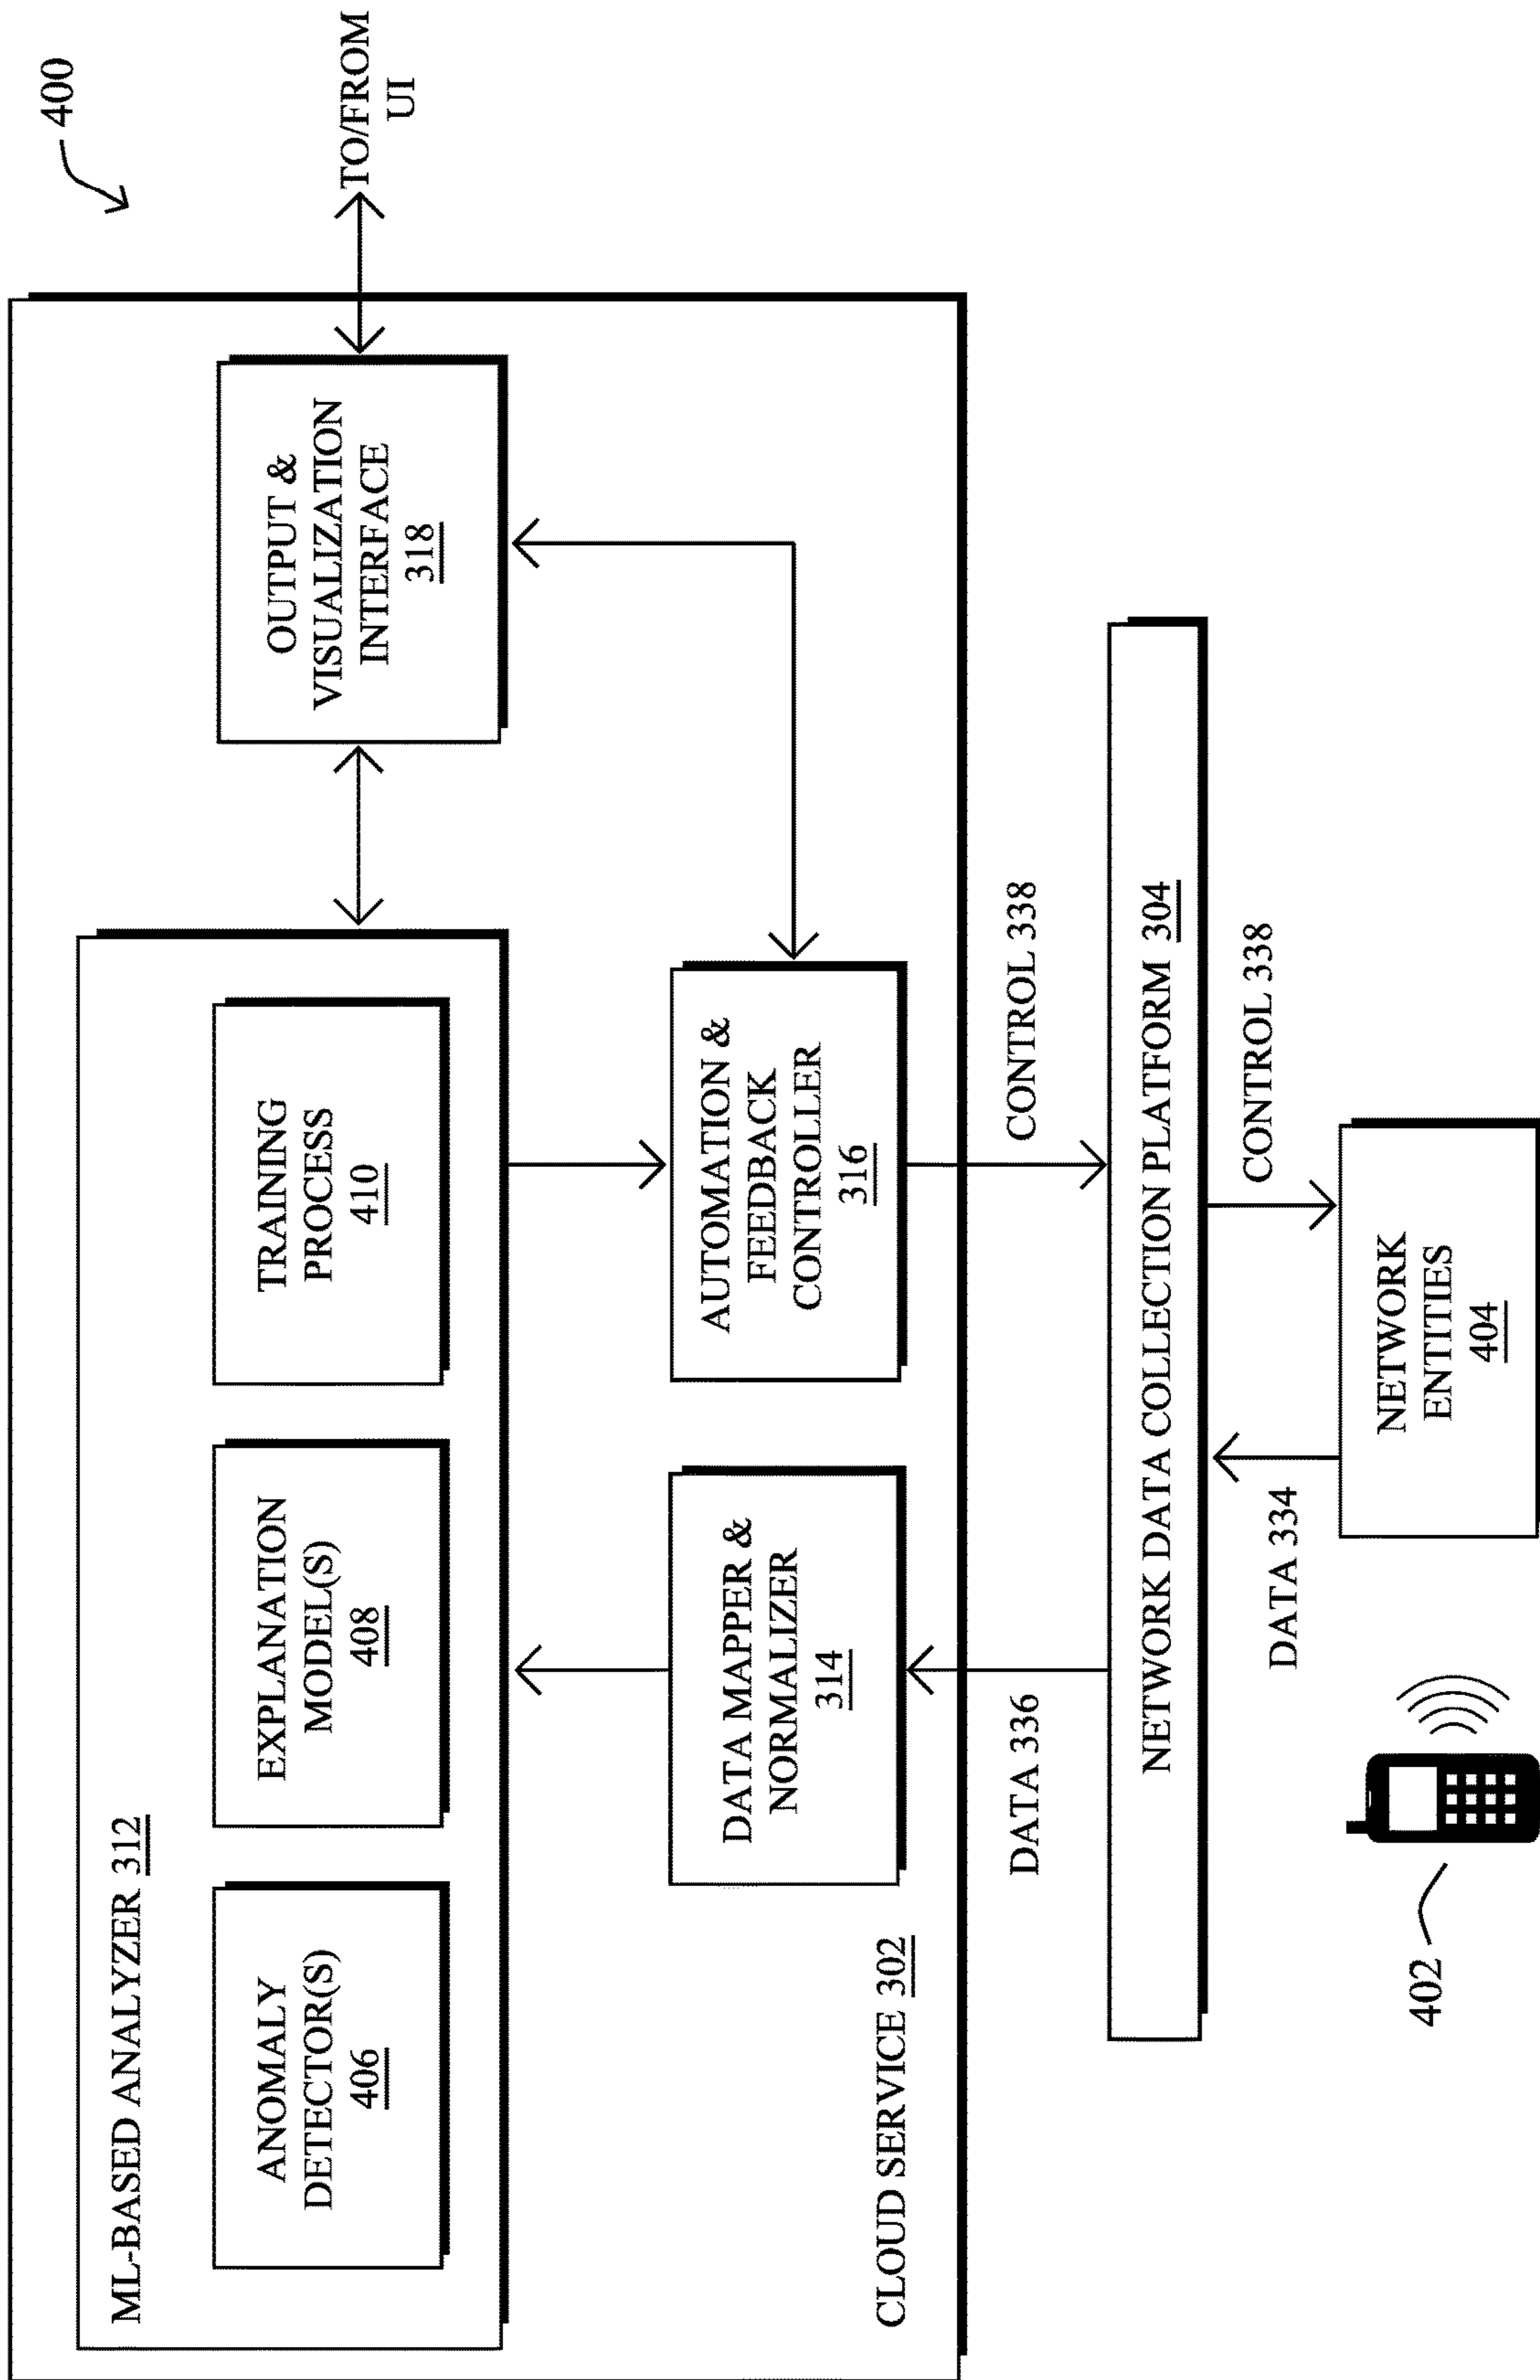 400
ML-BASED ANALYZER 312
ANOMALY
DETECTOR(S)
406
EXPLANATION
MODEL(S)
408
TRAINING
PROCESS
410
OUTPUT &
VISUALIZATION
INTERFACE
318
TO/FROM
UI
DATA MAPPER &
NORMALIZER
314
AUTOMATION &
FEEDBACK
CONTROLLER
316
CLOUD SERVICE 302
DATA 336
CONTROL 338
NETWORK DATA COLLECTION PLATFORM 304
DATA 334
CONTROL 338
NETWORK
ENTITIES
404
402